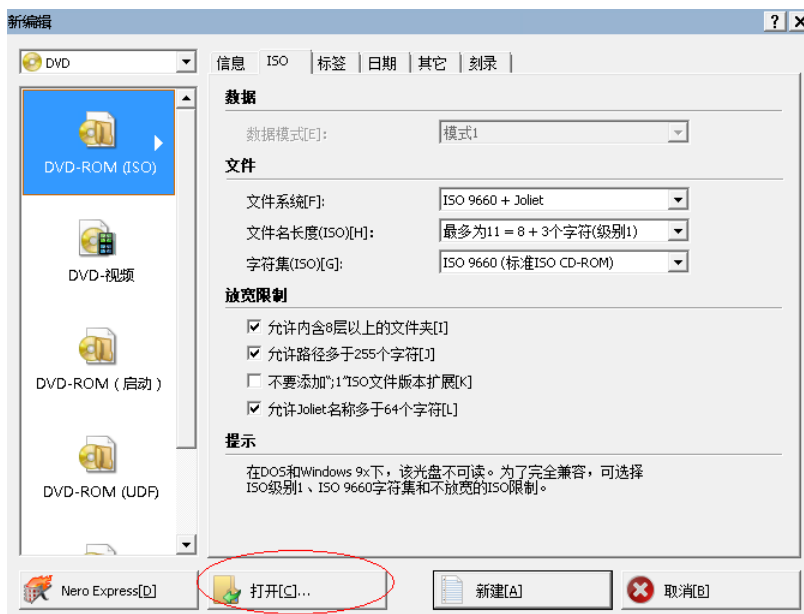 新编辑
DVD
信息 ISO 标签 日期 其它 刻录
DVD-ROM (ISO)
DVD-视频
DVD-ROM ( 启动 )
DVD-ROM (UDF)
数据
数据模式[E]: 模式1
文件
文件系统[F]: ISO 9660 + Joliet
文件名长度(ISO)[H]: 最多为11 = 8 + 3个字符(级别1)
字符集(ISO)[G]: ISO 9660 (标准ISO CD-ROM)
放宽限制
允许内含8层以上的文件夹[I]
允许路径多于255个字符[J]
不要添加";1"ISO文件版本扩展[K]
允许Joliet名称多于64个字符[L]
提示
在DOS和Windows 9x下，该光盘不可读。为了完全兼容，可选择
ISO级别1、ISO 9660字符集和不放宽的ISO限制。
Nero Express[D] 打开[C]... 新建[A] 取消[B]